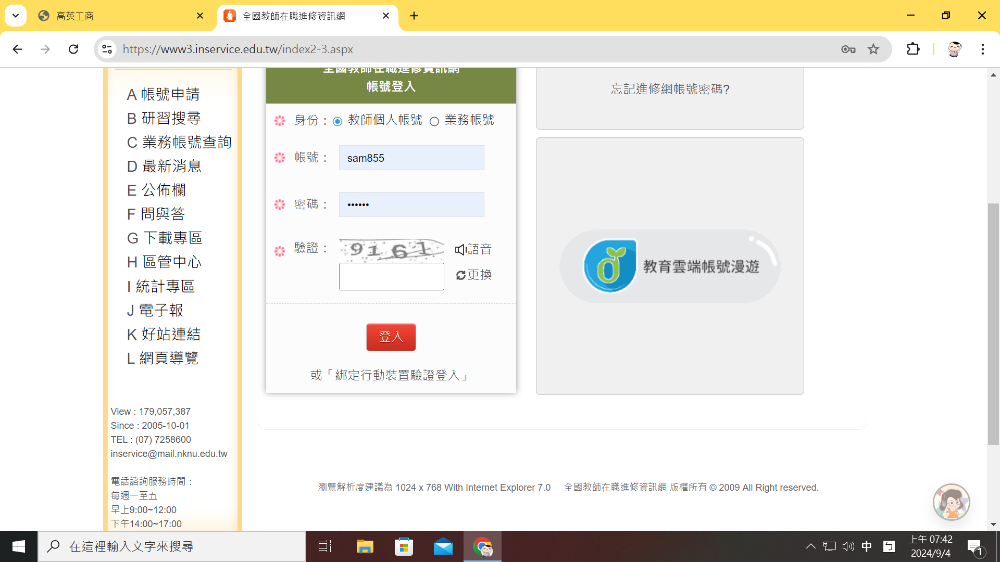 高英工商
全國教師在職進修資訊網
https://www3.inservice.edu.tw/index2-3.aspx
A 帳號申請
B 研習搜尋
C 業務帳號查詢
D 最新消息
E 公佈欄
F 問與答
G 下載專區
H 區管中心
I 統計專區
J 電子報
K 好站連結
L 網頁導覽
View : 179,057,387
Since : 2005-10-01
TEL : (07) 7258600
inservice@mail.nknu.edu.tw
電話諮詢服務時間：
每週一至五
早上9:00~12:00
下午14:00~17:00
全國教師在職進修資訊網
帳號登入
身份：教師個人帳號 業務帳號
帳號： sam855
密碼： ••••••
驗證： 9161 語音
更換
登入
或「綁定行動裝置驗證登入」
忘記進修網帳號密碼?
教育雲端帳號漫遊
瀏覽解析度建議為 1024 x 768 With Internet Explorer 7.0 全國教師在職進修資訊網 版權所有 © 2009 All Right reserved.
在這裡輸入文字來搜尋
中
ㄅ
上午 07:42
2024/9/4
1